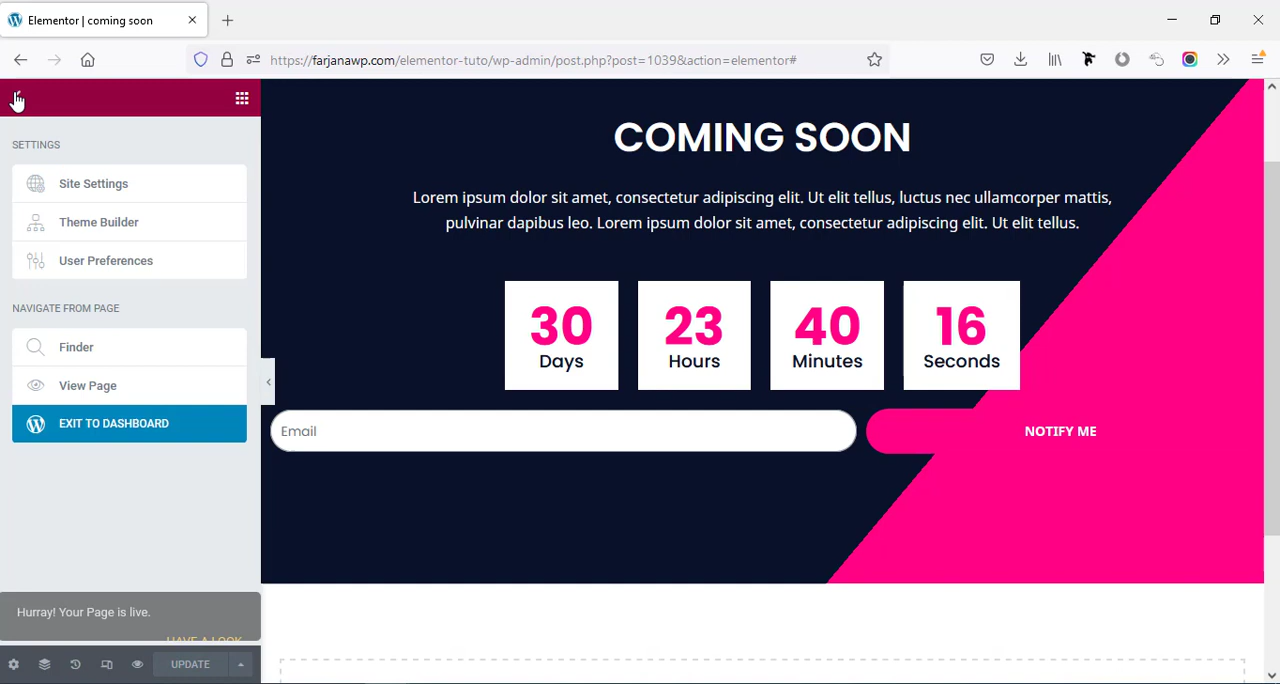 Elementor | coming soon
https://farjanawp.com/elementor-tuto/wp-admin/post.php?post=1039&action=elementor#
SETTINGS
Site Settings
Theme Builder
User Preferences
NAVIGATE FROM PAGE
Finder
View Page
EXIT TO DASHBOARD
Hurray! Your Page is live.
HAVE A LOOK
UPDATE
COMING SOON
Lorem ipsum dolor sit amet, consectetur adipiscing elit. Ut elit tellus, luctus nec ullamcorper mattis,
pulvinar dapibus leo. Lorem ipsum dolor sit amet, consectetur adipiscing elit. Ut elit tellus.
30 23 40 16
Days Hours Minutes Seconds
Email NOTIFY ME